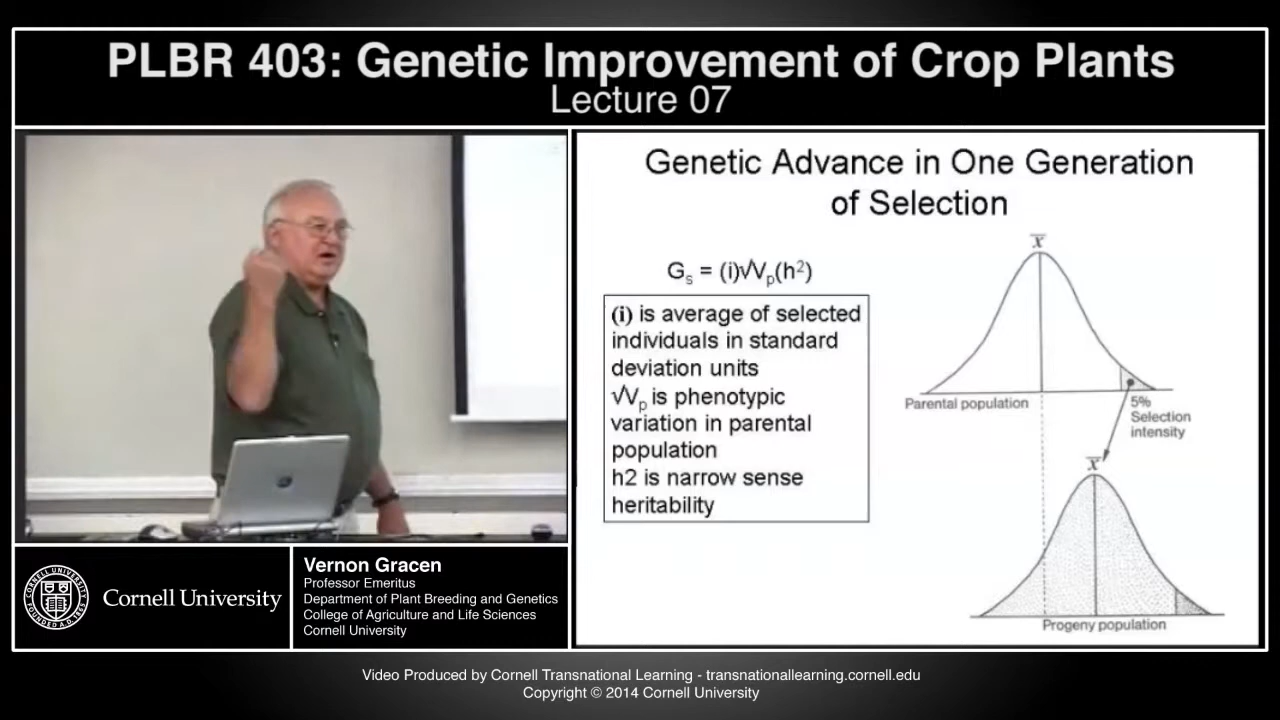 PLBR 403: Genetic Improvement of Crop Plants
Lecture 07
Genetic Advance in One Generation
of Selection
Gs = (i)√Vp(h²)
(i) is average of selected
individuals in standard
deviation units
√Vp is phenotypic
variation in parental
population
h2 is narrow sense
heritability
x̅
Parental population
5%
Selection
intensity
x̅
Progeny population
Cornell University
Vernon Gracen
Professor Emeritus
Department of Plant Breeding and Genetics
College of Agriculture and Life Sciences
Cornell University
Video Produced by Cornell Transnational Learning - transnationallearning.cornell.edu
Copyright © 2014 Cornell University